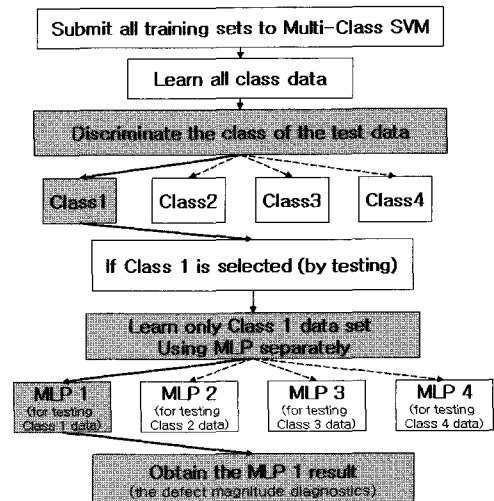 Submit all training sets to Multi-Class SVM
Learn all class data
Discriminate the class of the test data
Class1 Class2 Class3 Class4
If Class 1 is selected (by testing)
Learn only Class 1 data set
Using MLP separately
MLP 1 MLP 2 MLP 3 MLP 4
(for testing (for testing (for testing (for testing
Class 1 data) Class 2 data) Class 3 data) Class 4 data)
Obtain the MLP 1 result
(the defect magnitude diagnostics)